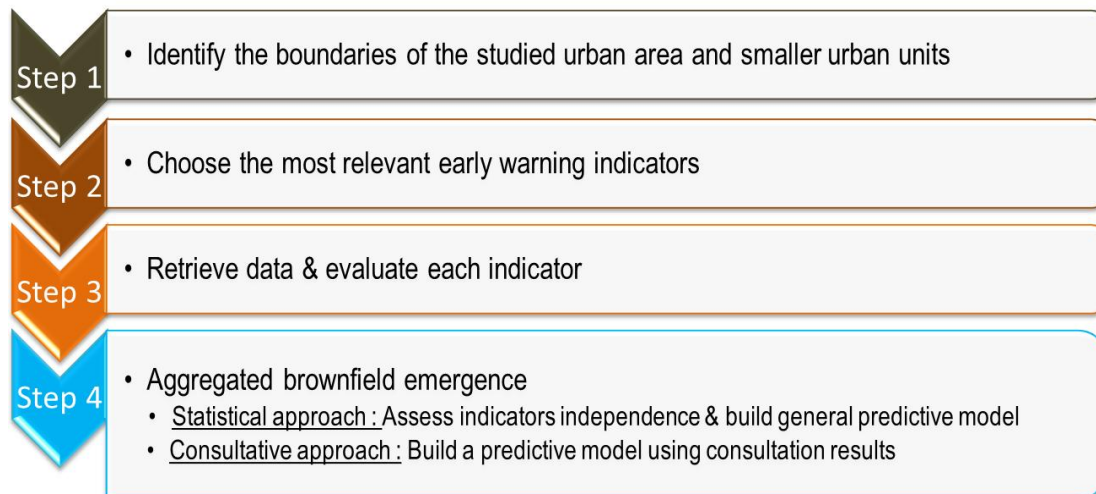 Step 1
• Identify the boundaries of the studied urban area and smaller urban units
Step 2
• Choose the most relevant early warning indicators
Step 3
• Retrieve data & evaluate each indicator
Step 4
• Aggregated brownfield emergence
• Statistical approach : Assess indicators independence & build general predictive model
• Consultative approach : Build a predictive model using consultation results